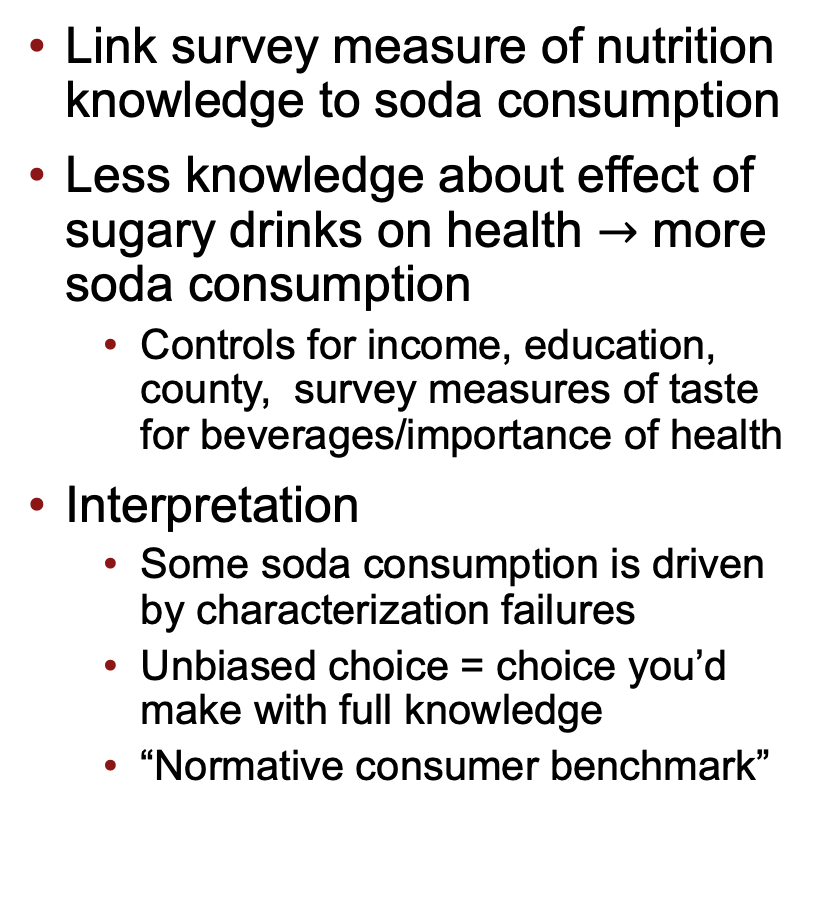 • Link survey measure of nutrition
knowledge to soda consumption
• Less knowledge about effect of
sugary drinks on health → more
soda consumption
• Controls for income, education,
county,  survey measures of taste
for beverages/importance of health
• Interpretation
• Some soda consumption is driven
by characterization failures
• Unbiased choice = choice you’d
make with full knowledge
• “Normative consumer benchmark”